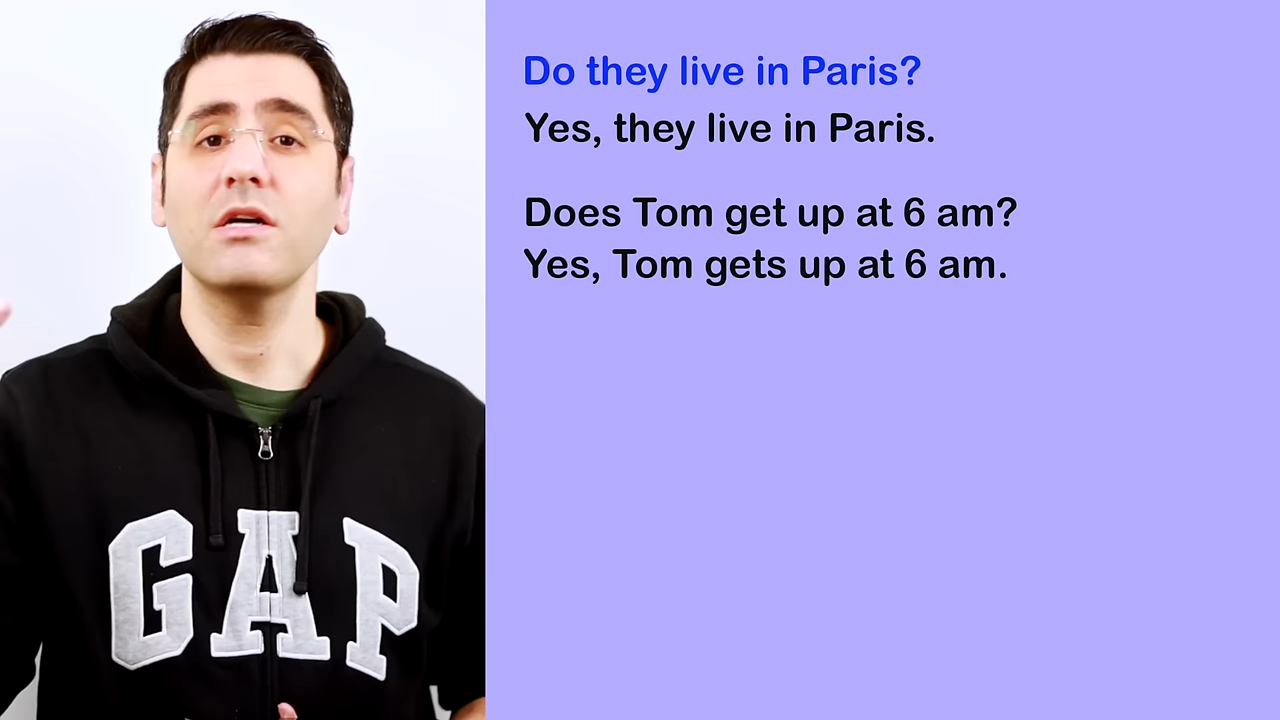 Do they live in Paris?
Yes, they live in Paris.
Does Tom get up at 6 am?
Yes, Tom gets up at 6 am.
GAP